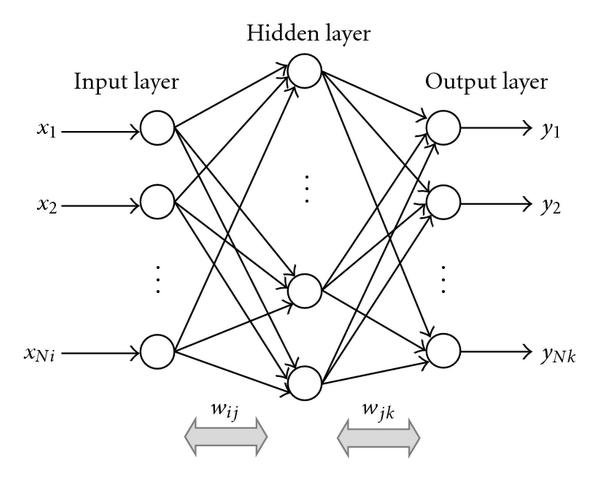 Hidden layer
Input layer
Output layer
x1
y1
x2
y2
⋮
⋮
⋮
xNi
yNk
wij
wjk